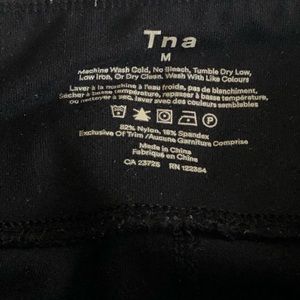 Tna
M
Machine Wash Cold, No Bleach, Tumble Dry Low,
Low Iron, Or Dry Clean. Wash With Like Colours
Laver à la machine à l'eau froide, pas de blanchiment,
Sécher à basse température, repasser à basse température,
ou nettoyer à sec. laver avec des couleurs semblables
82% Nylon, 18% Spandex
Exclusive Of Trim /Aucune Garniture Comprise
Made in China
Fabriqué en China
CA 23728 RN 122354